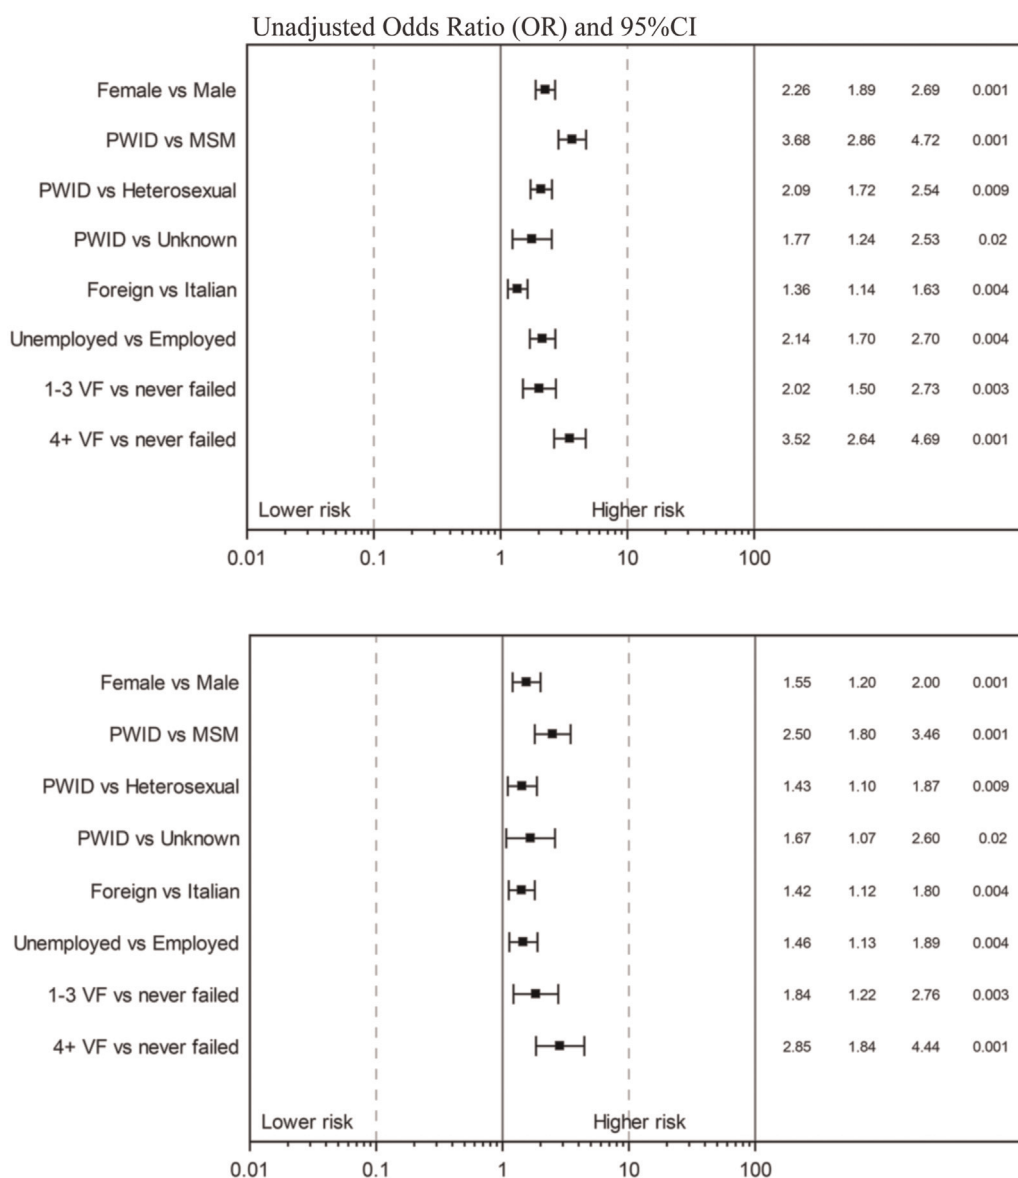 Unadjusted Odds Ratio (OR) and 95%CI
Female vs Male 2.26 1.89 2.69 0.001
PWID vs MSM 3.68 2.86 4.72 0.001
PWID vs Heterosexual 2.09 1.72 2.54 0.009
PWID vs Unknown 1.77 1.24 2.53 0.02
Foreign vs Italian 1.36 1.14 1.63 0.004
Unemployed vs Employed 2.14 1.70 2.70 0.004
1-3 VF vs never failed 2.02 1.50 2.73 0.003
4+ VF vs never failed 3.52 2.64 4.69 0.001
Lower risk Higher risk
0.01 0.1 1 10 100
Female vs Male 1.55 1.20 2.00 0.001
PWID vs MSM 2.50 1.80 3.46 0.001
PWID vs Heterosexual 1.43 1.10 1.87 0.009
PWID vs Unknown 1.67 1.07 2.60 0.02
Foreign vs Italian 1.42 1.12 1.80 0.004
Unemployed vs Employed 1.46 1.13 1.89 0.004
1-3 VF vs never failed 1.84 1.22 2.76 0.003
4+ VF vs never failed 2.85 1.84 4.44 0.001
Lower risk Higher risk
0.01 0.1 1 10 100